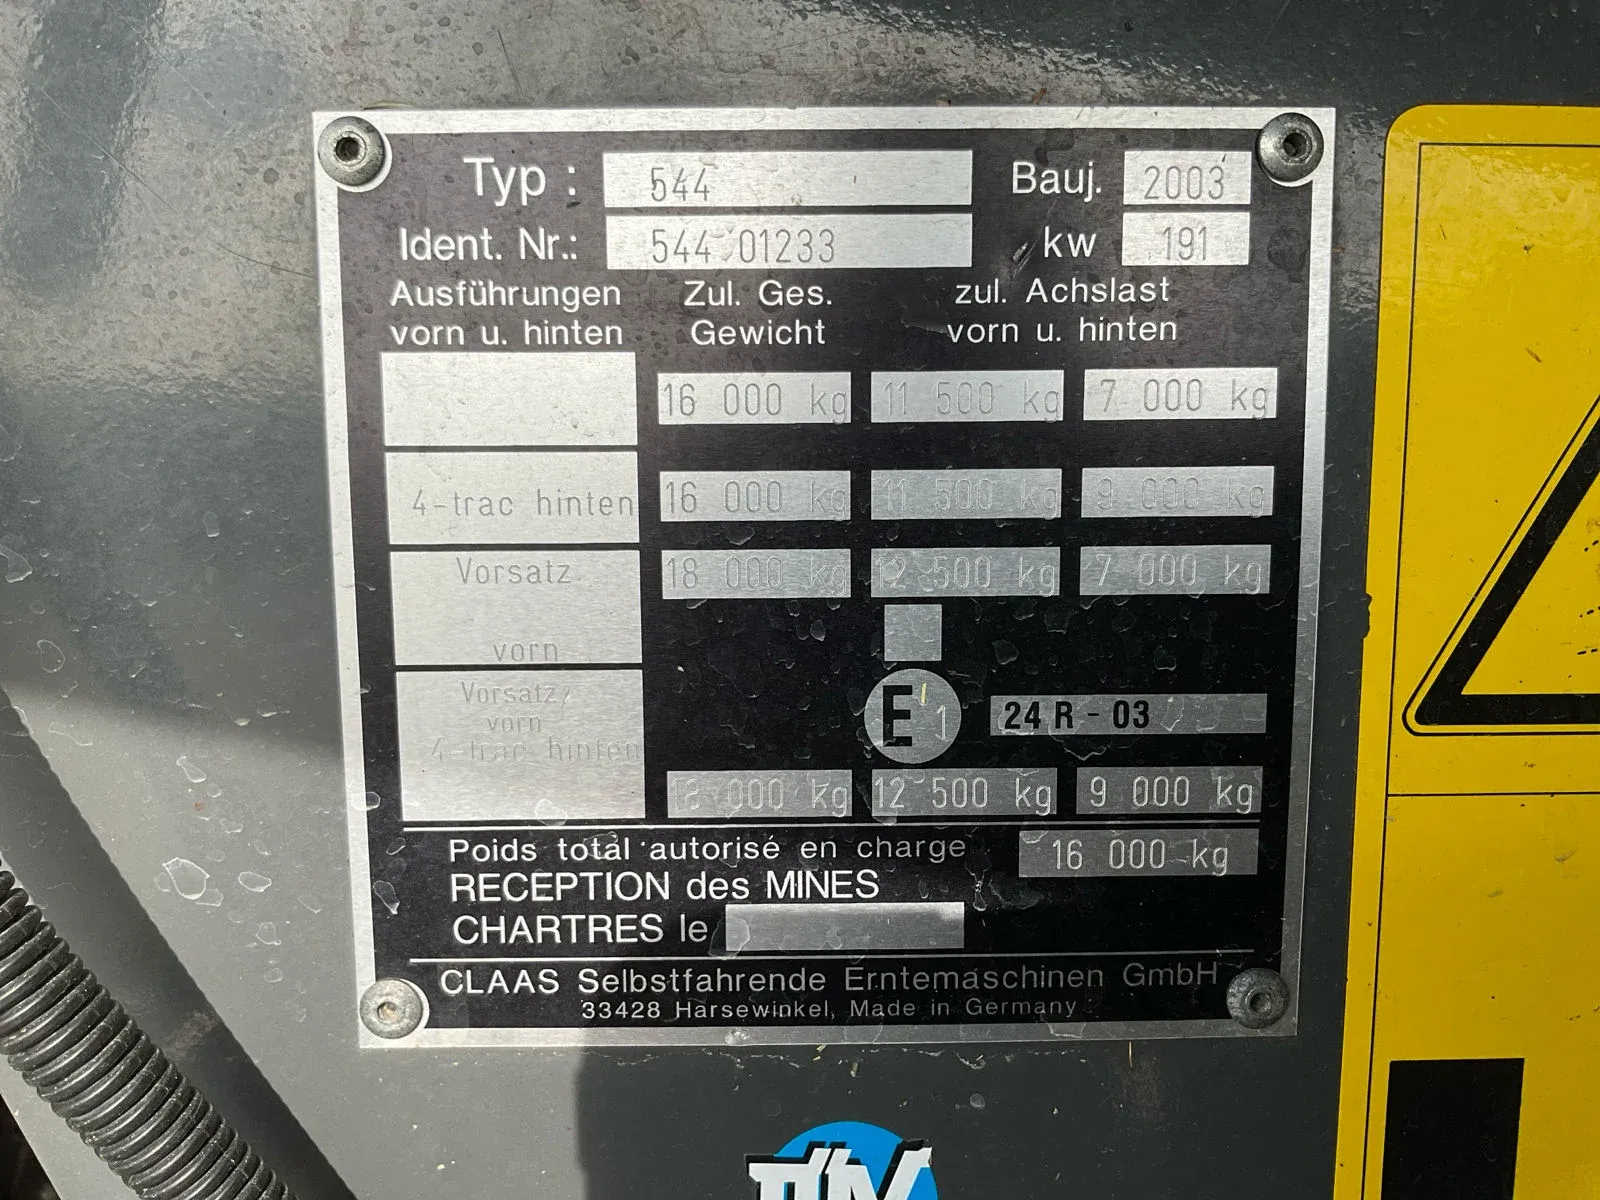 Typ : 544 Bauj. 2003
Ident. Nr.: 544 01233 kw 191
Ausführungen Zul. Ges. zul. Achslast
vorn u. hinten Gewicht vorn u. hinten
16 000 kg 11 500 kg 7 000 kg
4-trac hinten 16 000 kg 11 500 kg 9 000 kg
Vorsatz 18 000 kg 12 500 kg 7 000 kg
vorn
Vorsatz/
vorn
4-trac hinten
E 1 24 R - 03
18 000 kg 12 500 kg 9 000 kg
Poids total autorisé en charge 16 000 kg
RECEPTION des MINES
CHARTRES le
CLAAS Selbstfahrende Erntemaschinen GmbH
33428 Harsewinkel, Made in Germany